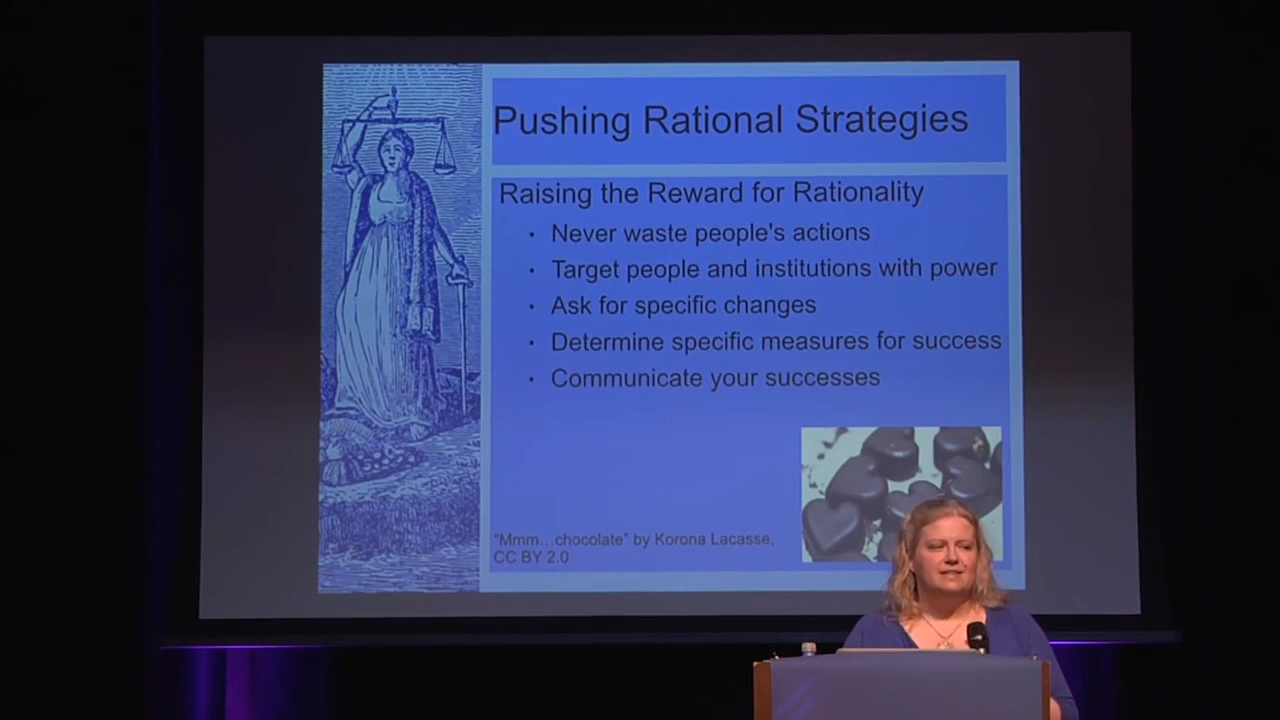 Pushing Rational Strategies
Raising the Reward for Rationality
· Never waste people's actions
· Target people and institutions with power
· Ask for specific changes
· Determine specific measures for success
· Communicate your successes
"Mmm...chocolate" by Korona Lacasse,
CC BY 2.0